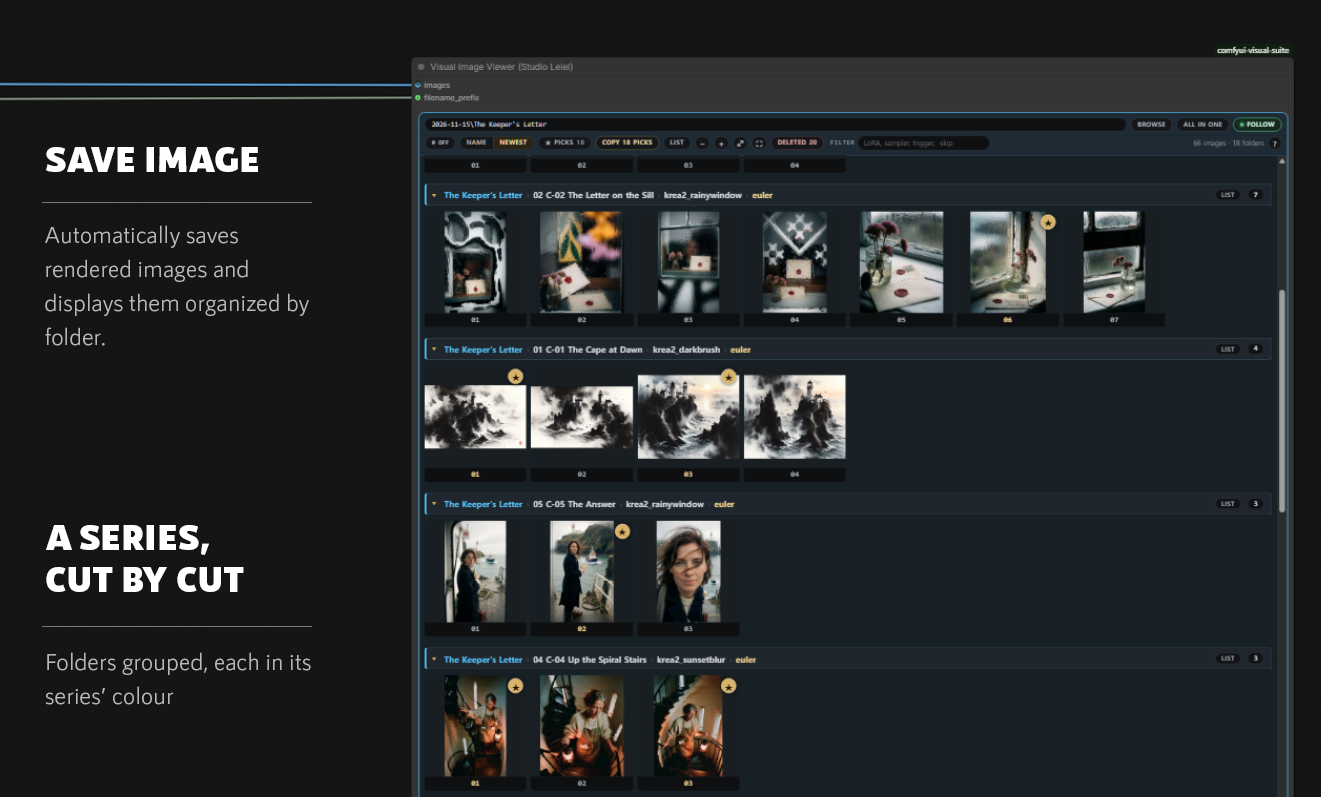 comfyui-visual-suite
Visual Image Viewer (Studio Leiel)
images
filename_prefix
2026-11-15\The Keeper's Letter
BROWSE
ALL IN ONE
FOLLOW
# OFF
NAME
NEWEST
★ PICKS 18
COPY 18 PICKS
LIST
−
+
DELETED 20
FILTER
LoRA, sampler, trigger, -skip
66 images · 18 folders
?
01 02 03 04
The Keeper's Letter · 02 C-02 The Letter on the Sill · krea2_rainywindow · euler
LIST 7
01 02 03 04 05 06 07
The Keeper's Letter · 01 C-01 The Cape at Dawn · krea2_darkbrush · euler
LIST 4
01 02 03 04
The Keeper's Letter · 05 C-05 The Answer · krea2_rainywindow · euler
LIST 3
01 02 03
The Keeper's Letter · 04 C-04 Up the Spiral Stairs · krea2_sunsetblur · euler
LIST 3
01 02 03
SAVE IMAGE
Automatically saves
rendered images and
displays them organized by
folder.
A SERIES,
CUT BY CUT
Folders grouped, each in its
series’ colour